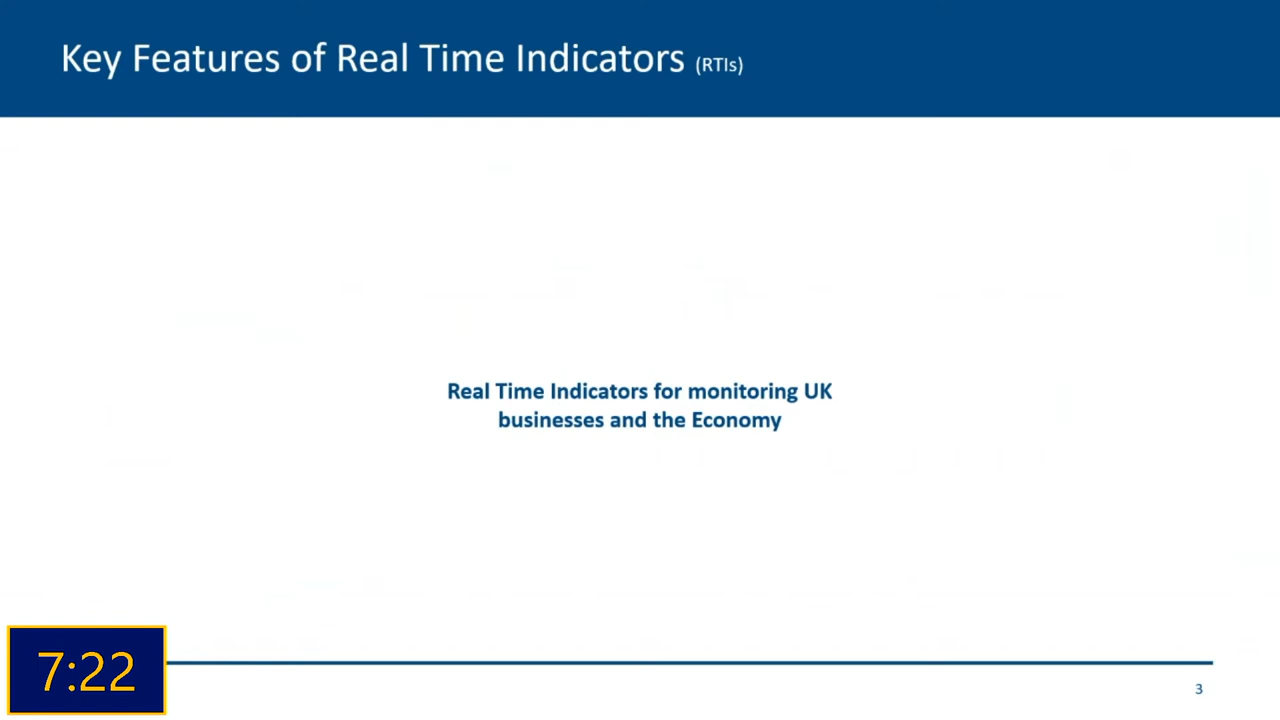 Key Features of Real Time Indicators (RTIs)
Real Time Indicators for monitoring UK
businesses and the Economy
7:22
3